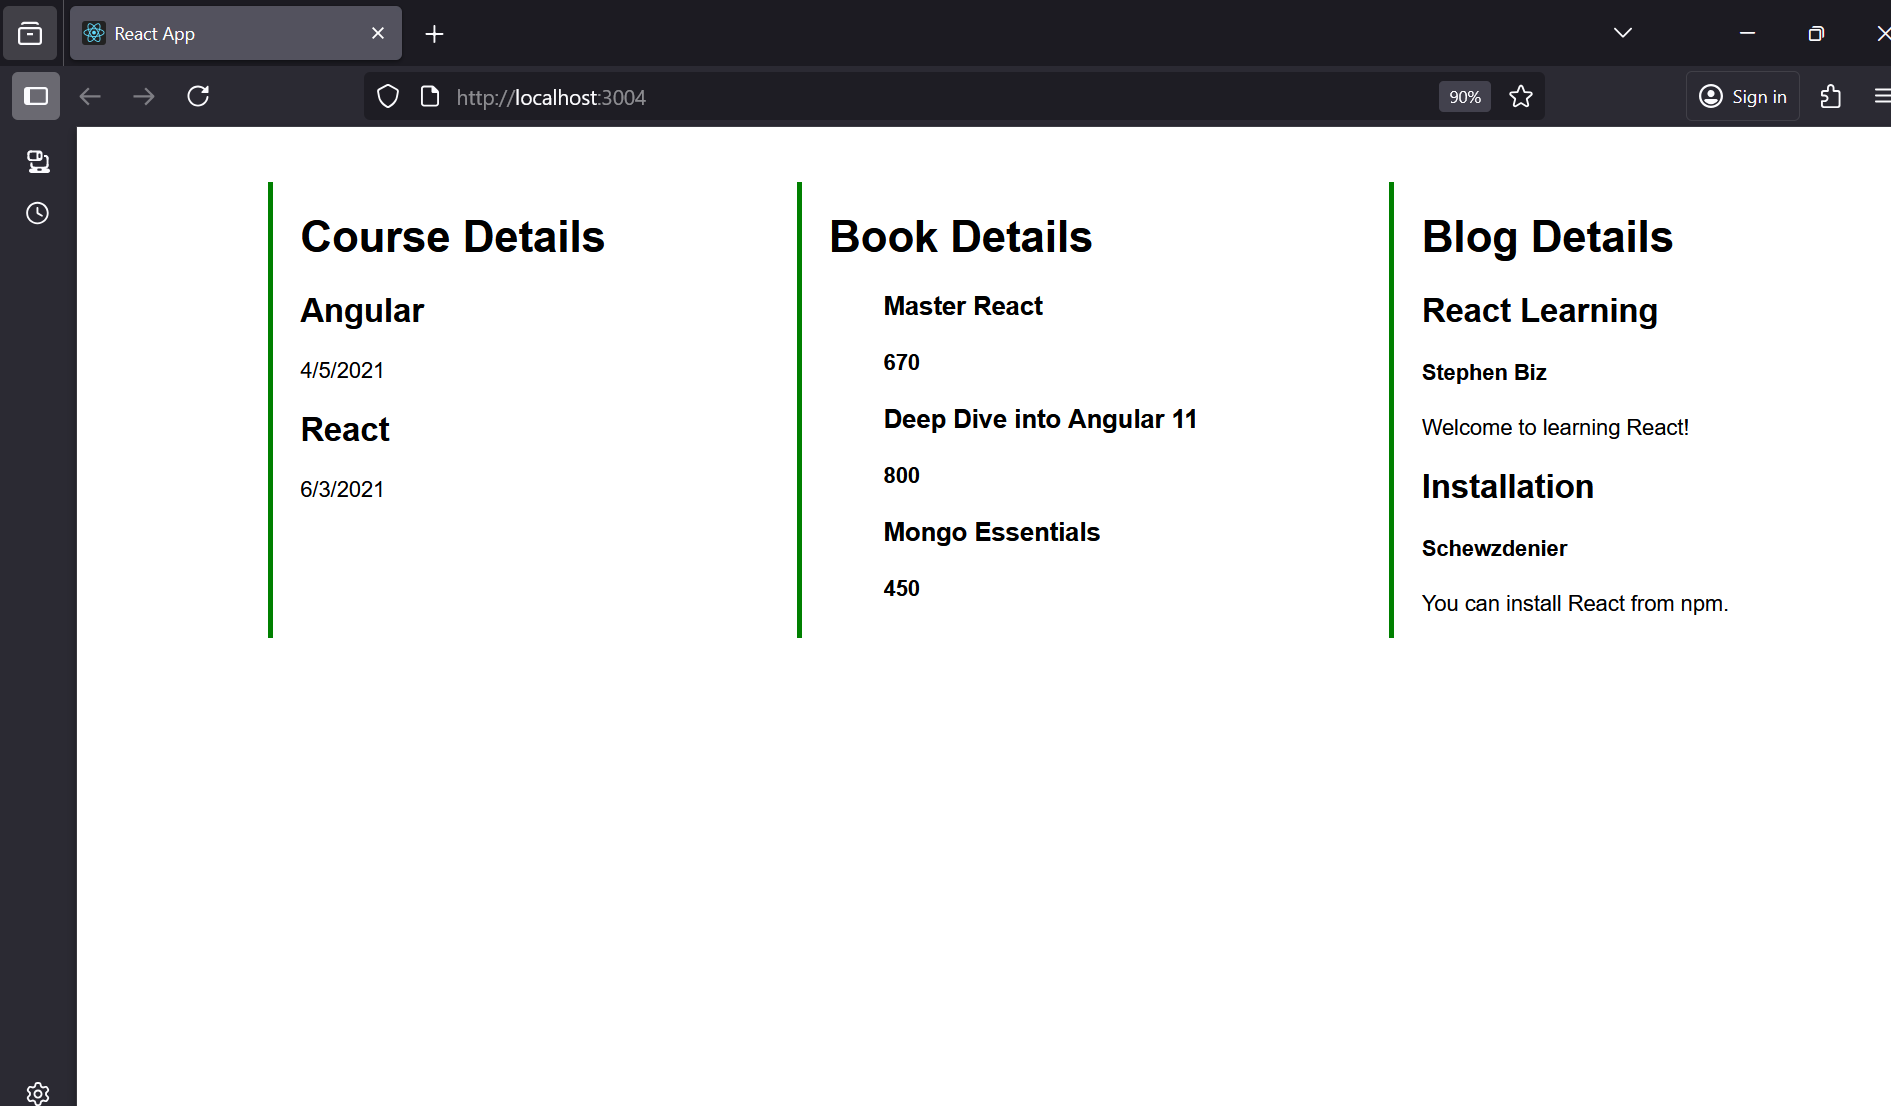 React App
http://localhost:3004
90%
Sign in
Course Details
Angular
4/5/2021
React
6/3/2021
Book Details
Master React
670
Deep Dive into Angular 11
800
Mongo Essentials
450
Blog Details
React Learning
Stephen Biz
Welcome to learning React!
Installation
Schewzdenier
You can install React from npm.